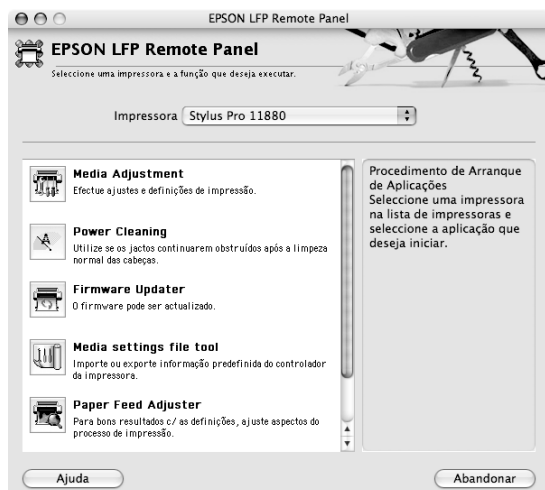 EPSON LFP Remote Panel
EPSON LFP Remote Panel
Seleccione uma impressora e a função que deseja executar.
Impressora Stylus Pro 11880
Media Adjustment
Efectue ajustes e definições de impressão.
Power Cleaning
Utilize se os jactos continuarem obstruídos após a limpeza
normal das cabeças.
Firmware Updater
O firmware pode ser actualizado.
Media settings file tool
Importe ou exporte informação predefinida do controlador
da impressora.
Paper Feed Adjuster
Para bons resultados c/ as definições, ajuste aspectos do
processo de impressão.
Procedimento de Arranque
de Aplicações
Seleccione uma impressora
na lista de impressoras e
seleccione a aplicação que
deseja iniciar.
Ajuda
Abandonar